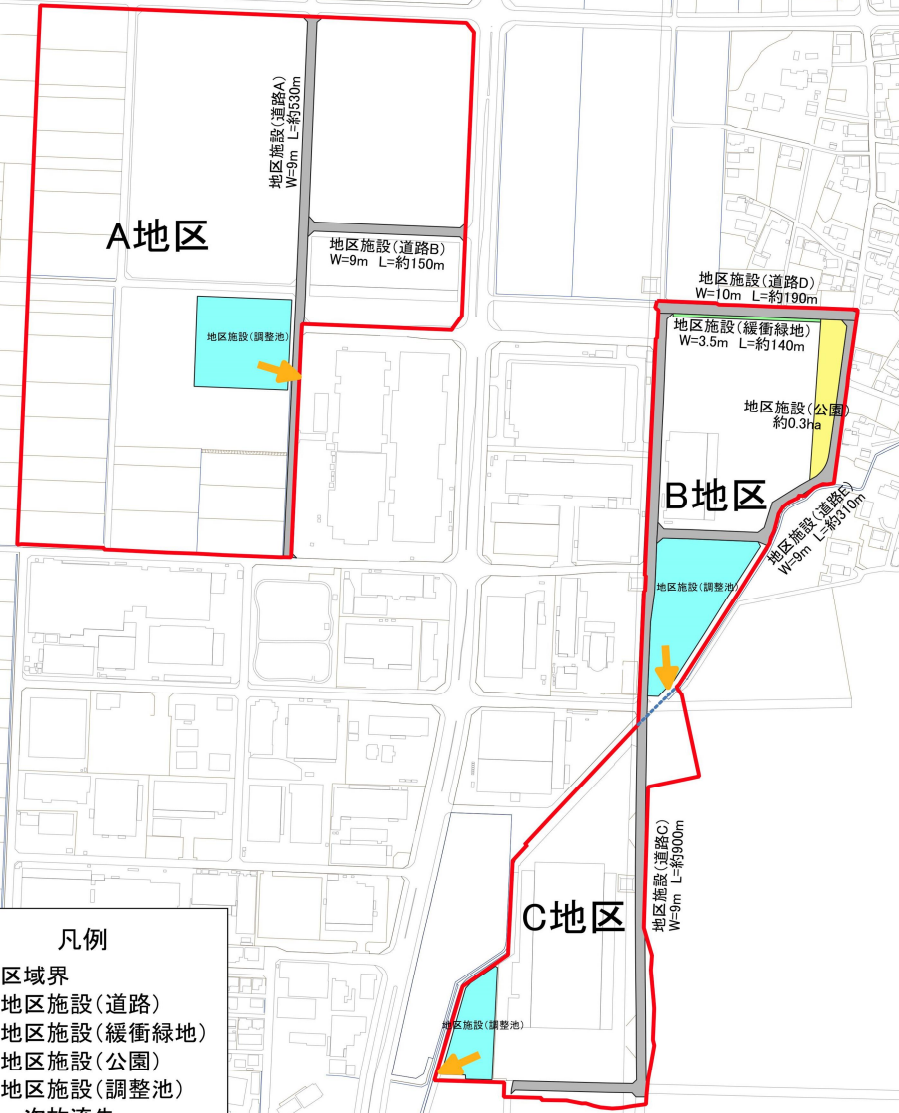 地区施設(道路A)
W=9m L=約530m
A地区
地区施設(道路B)
W=9m L=約150m
地区施設(調整池)
地区施設(道路D)
W=10m L=約190m
地区施設(緩衝緑地)
W=3.5m L=約140m
地区施設(公園)
約0.3ha
B地区
地区施設(道路E)
W=9m L=約310m
地区施設(調整池)
地区施設(道路C)
W=9m L=約900m
C地区
地区施設(調整池)
凡例
区域界
地区施設(道路)
地区施設(緩衝緑地)
地区施設(公園)
地区施設(調整池)